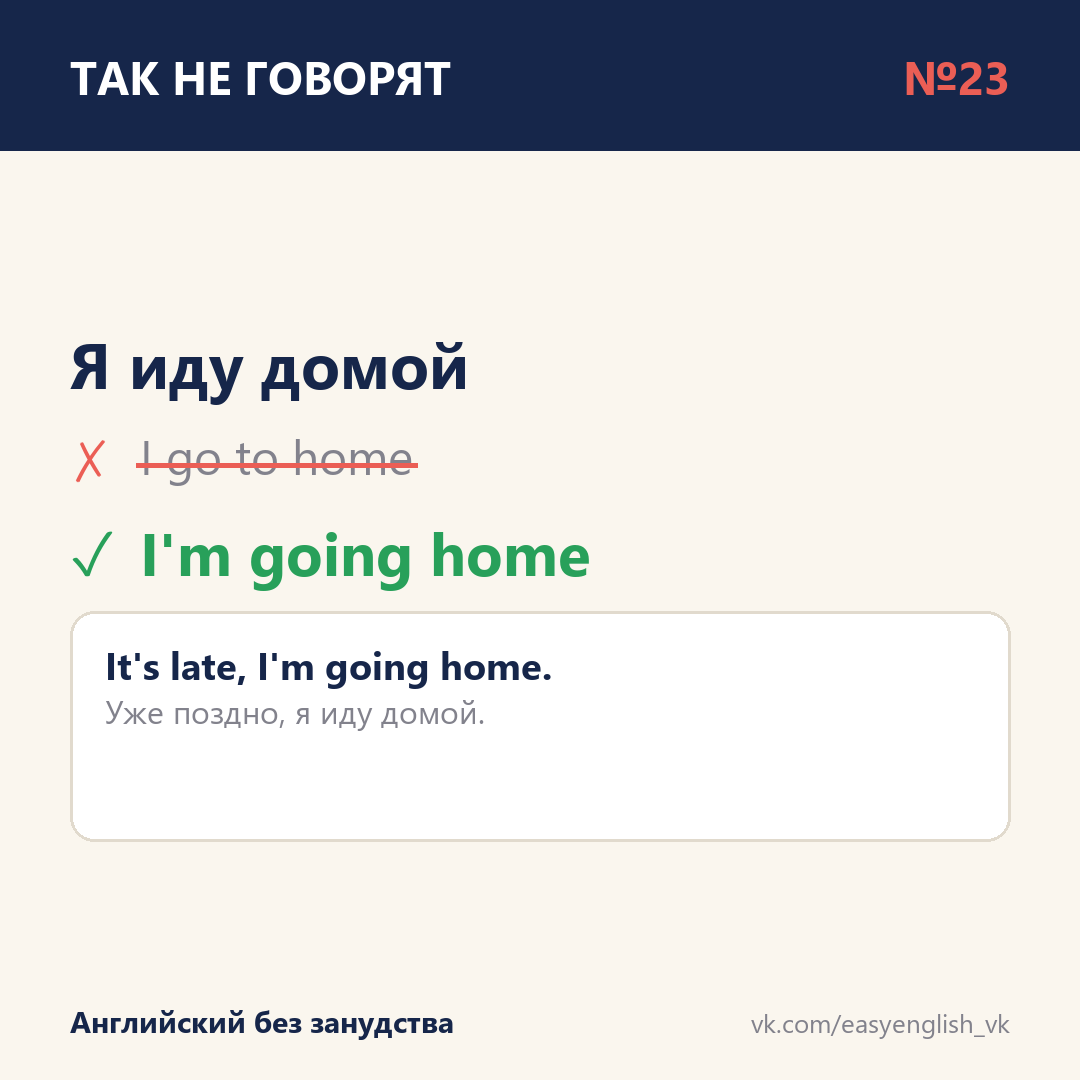 ТАК НЕ ГОВОРЯТ
№23
Я иду домой
✗ I go to home
✓ I'm going home
It's late, I'm going home.
Уже поздно, я иду домой.
Английский без занудства
vk.com/easyenglish_vk